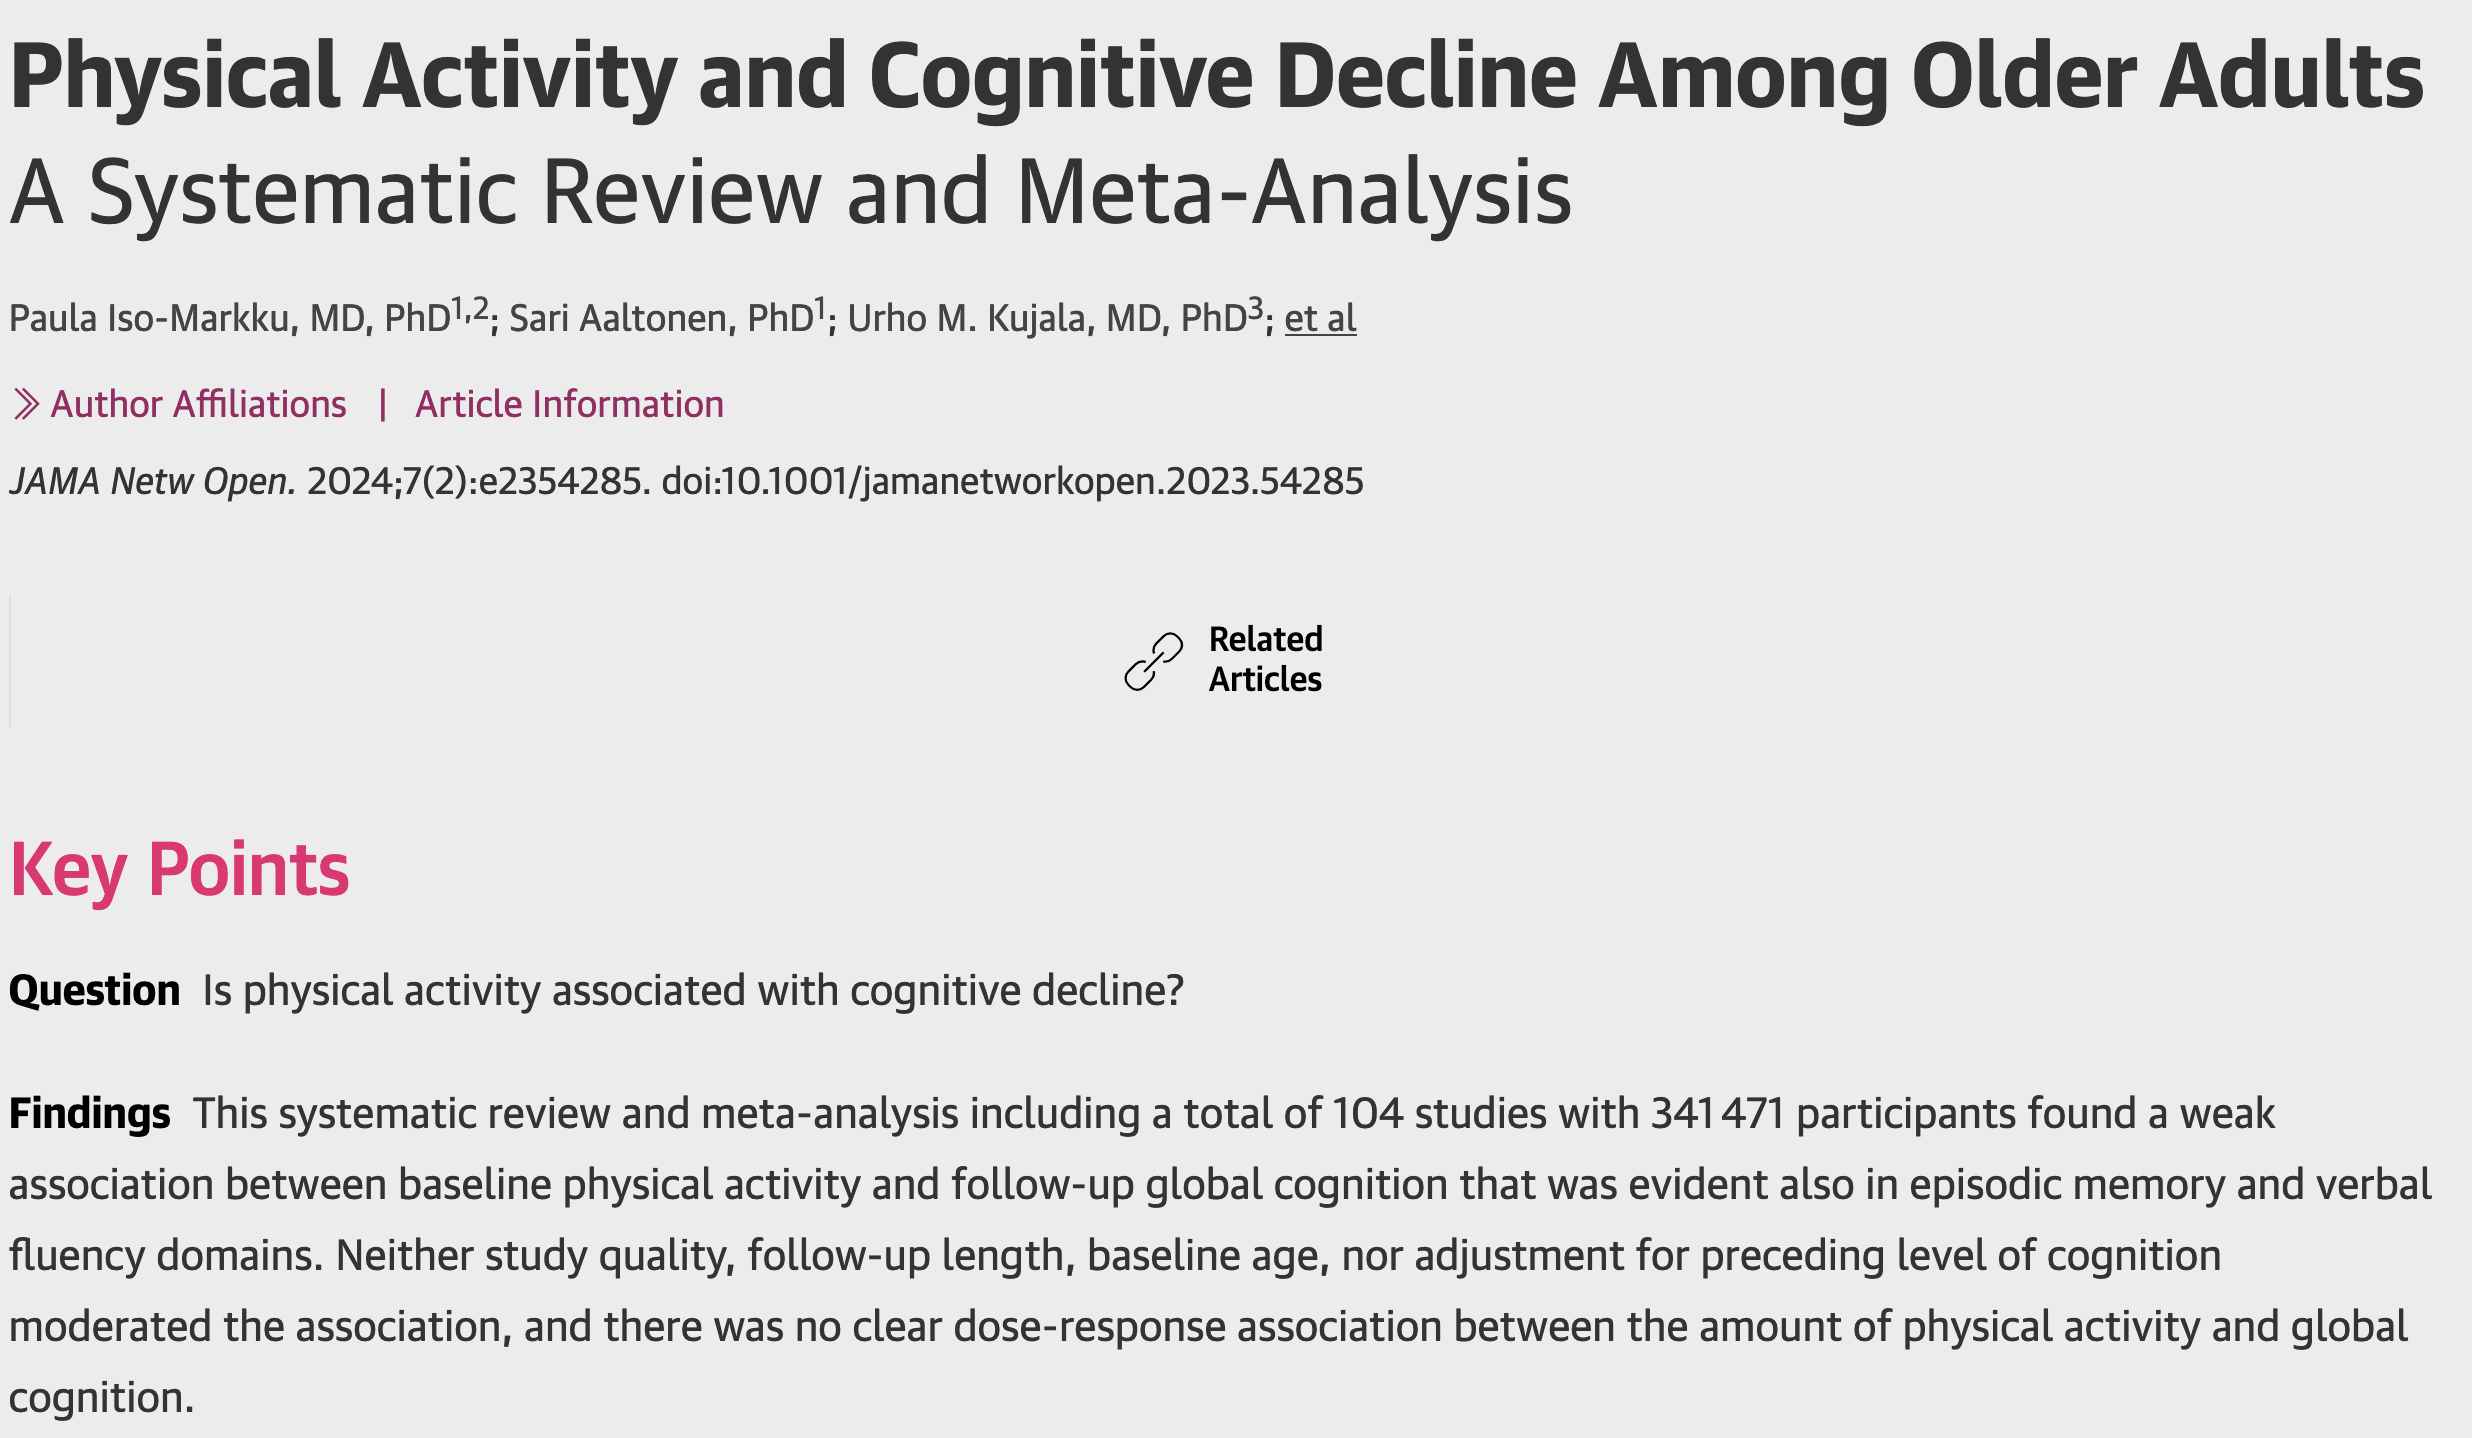 Physical Activity and Cognitive Decline Among Older Adults
A Systematic Review and Meta-Analysis
Paula Iso-Markku, MD, PhD1,2; Sari Aaltonen, PhD1; Urho M. Kujala, MD, PhD3; et al
Author Affiliations | Article Information
JAMA Netw Open. 2024;7(2):e2354285. doi:10.1001/jamanetworkopen.2023.54285
Related
Articles
Key Points
Question Is physical activity associated with cognitive decline?
Findings This systematic review and meta-analysis including a total of 104 studies with 341 471 participants found a weak
association between baseline physical activity and follow-up global cognition that was evident also in episodic memory and verbal
fluency domains. Neither study quality, follow-up length, baseline age, nor adjustment for preceding level of cognition
moderated the association, and there was no clear dose-response association between the amount of physical activity and global
cognition.